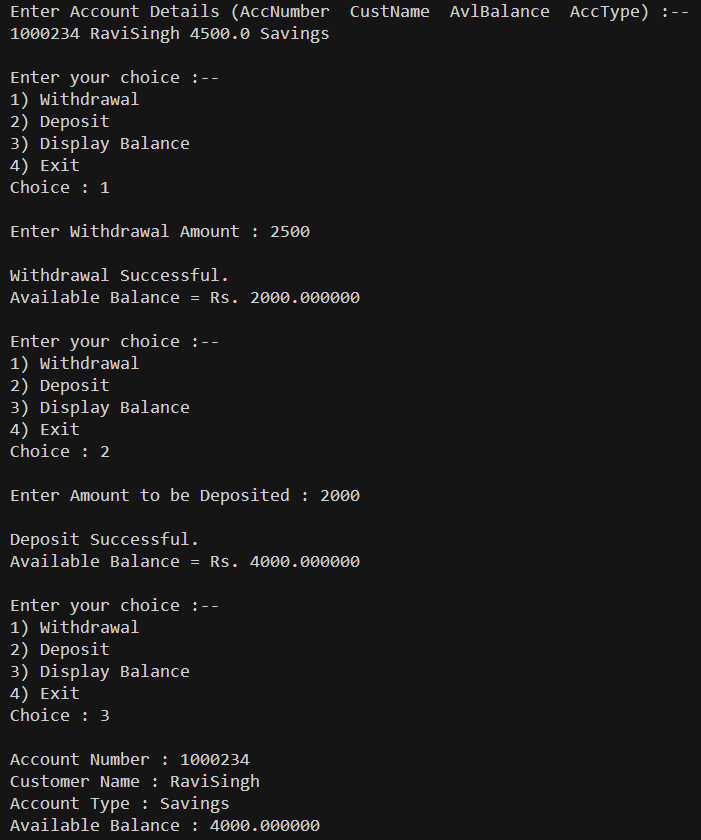 Enter Account Details (AccNumber  CustName  AvlBalance  AccType) :--
1000234 RaviSingh 4500.0 Savings
Enter your choice :--
1) Withdrawal
2) Deposit
3) Display Balance
4) Exit
Choice : 1
Enter Withdrawal Amount : 2500
Withdrawal Successful.
Available Balance = Rs. 2000.000000
Enter your choice :--
1) Withdrawal
2) Deposit
3) Display Balance
4) Exit
Choice : 2
Enter Amount to be Deposited : 2000
Deposit Successful.
Available Balance = Rs. 4000.000000
Enter your choice :--
1) Withdrawal
2) Deposit
3) Display Balance
4) Exit
Choice : 3
Account Number : 1000234
Customer Name : RaviSingh
Account Type : Savings
Available Balance : 4000.000000